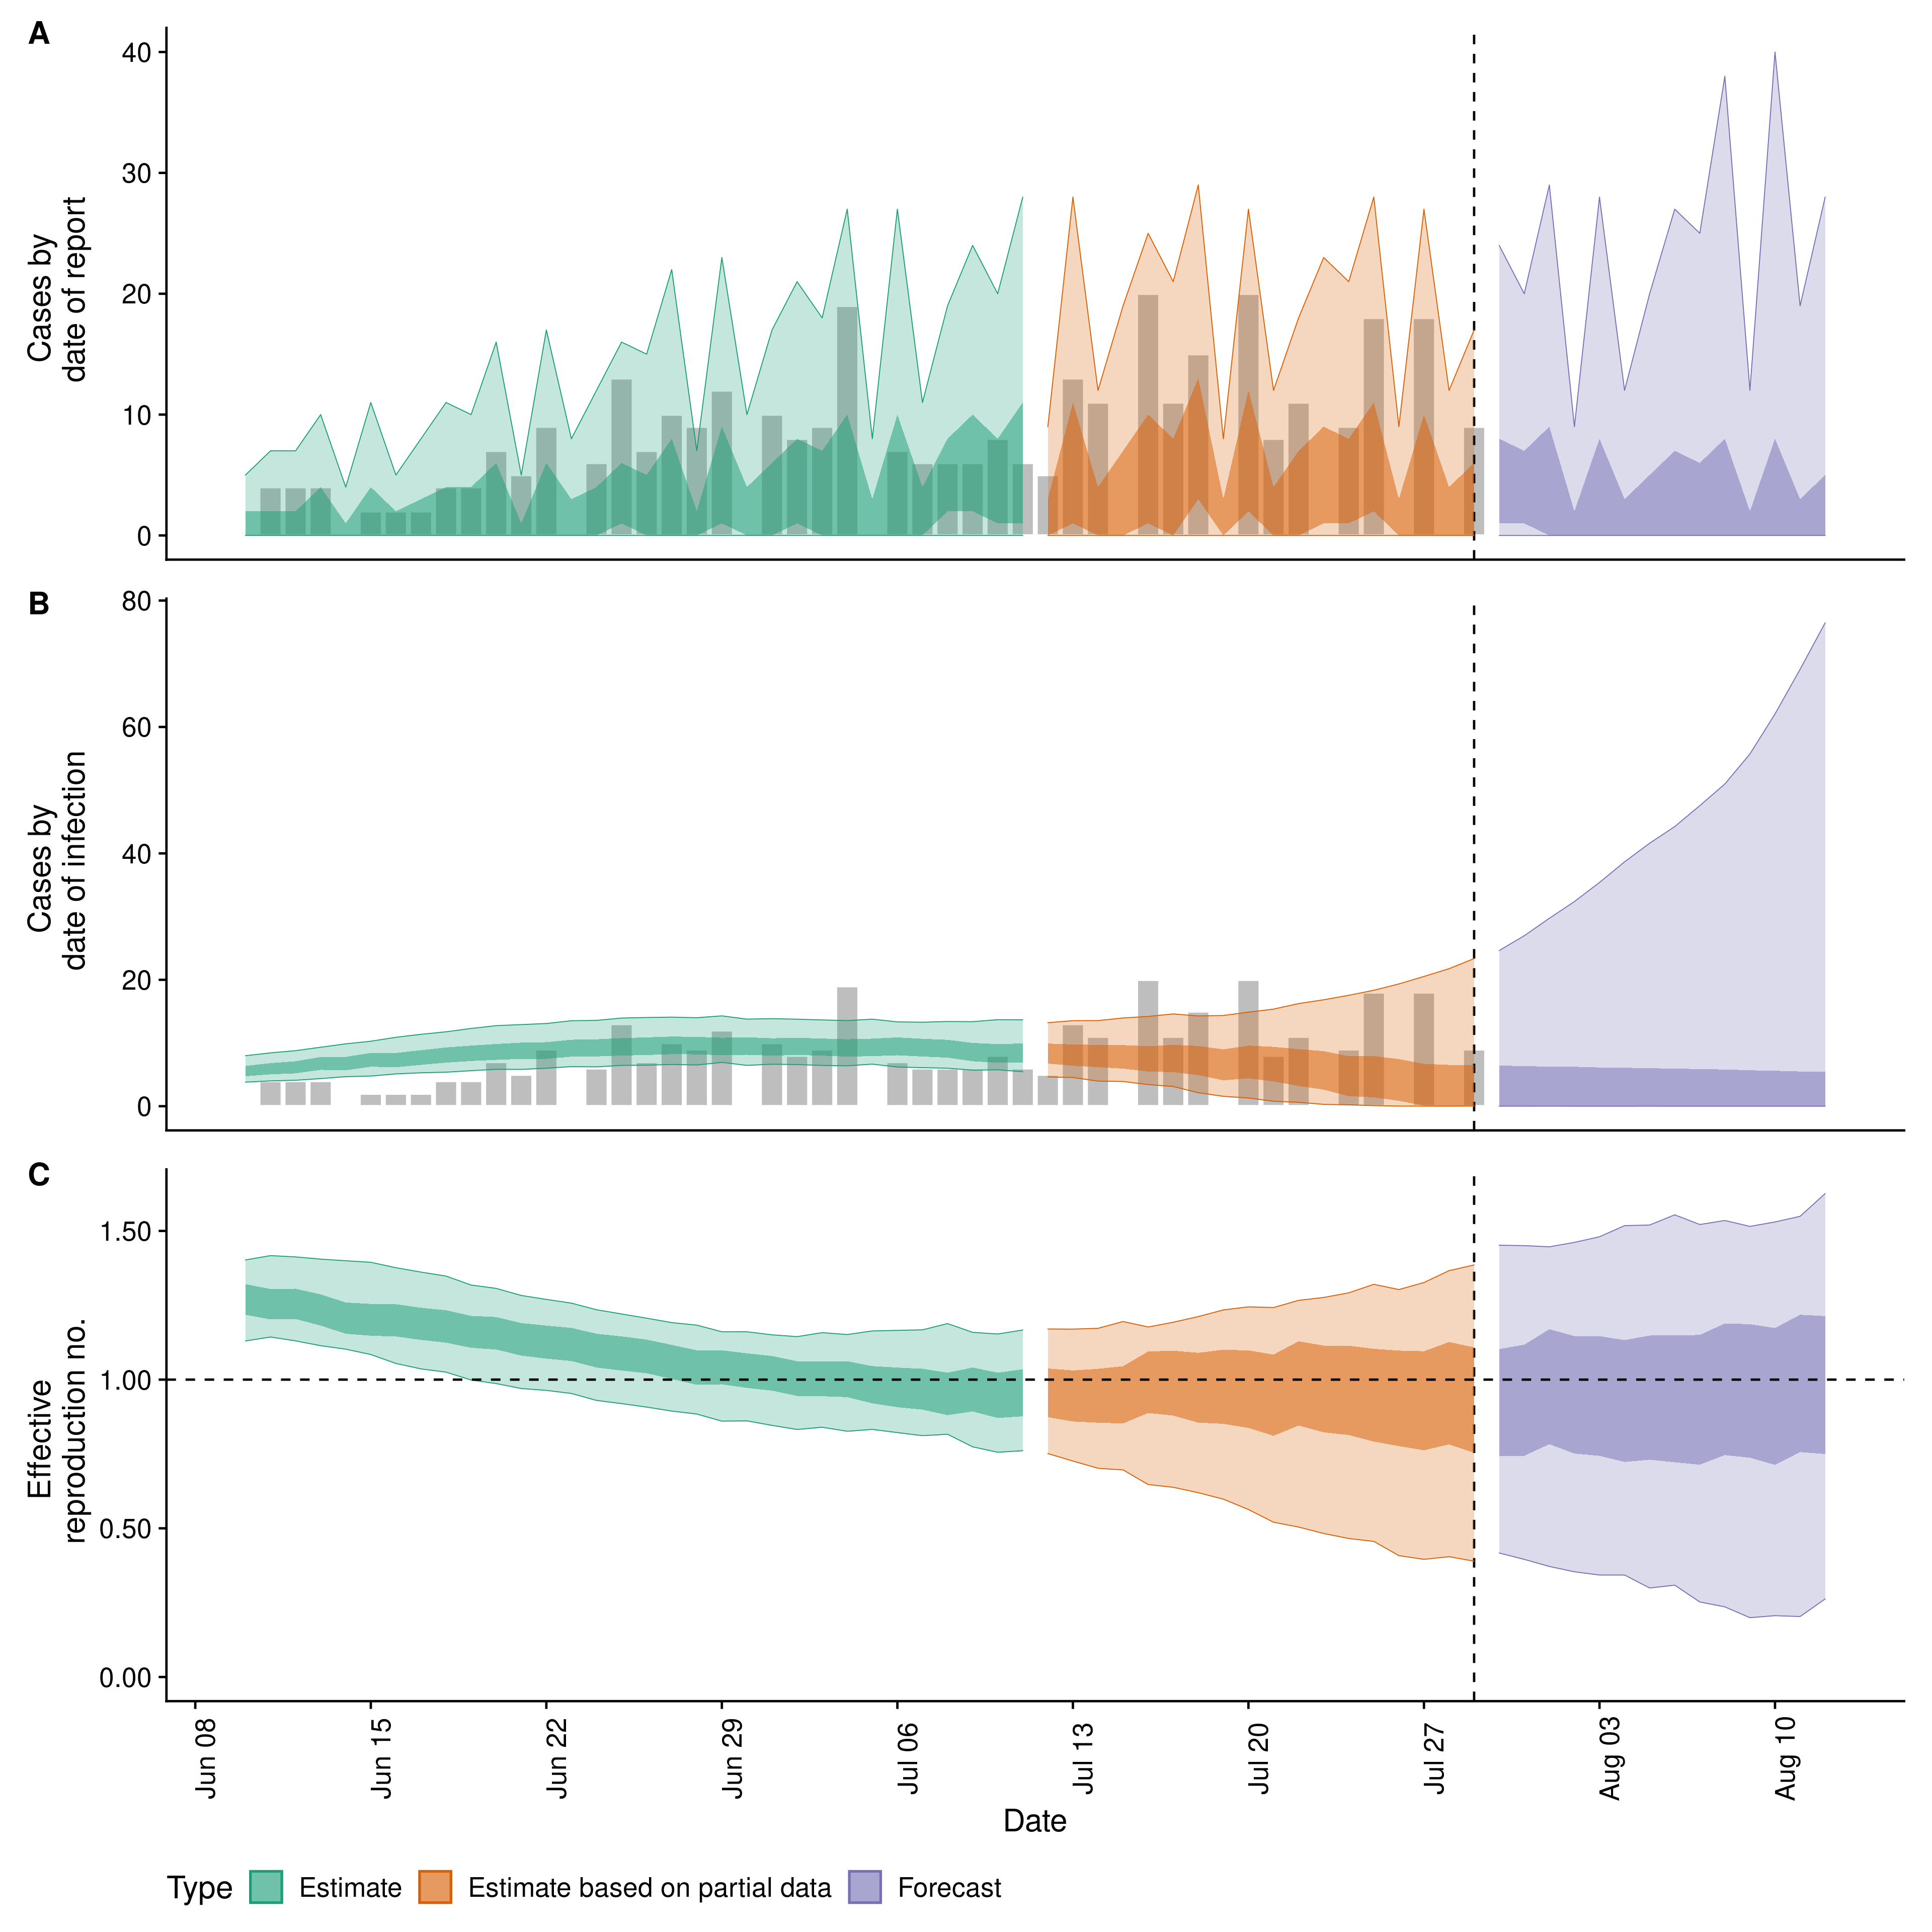 A
40
30
20
10
0
Cases by
date of report
B
80
60
40
20
0
Cases by
date of infection
C
1.50
1.00
0.50
0.00
Effective
reproduction no.
Jun 08
Jun 15
Jun 22
Jun 29
Jul 06
Jul 13
Jul 20
Jul 27
Aug 03
Aug 10
Date
Type Estimate Estimate based on partial data Forecast